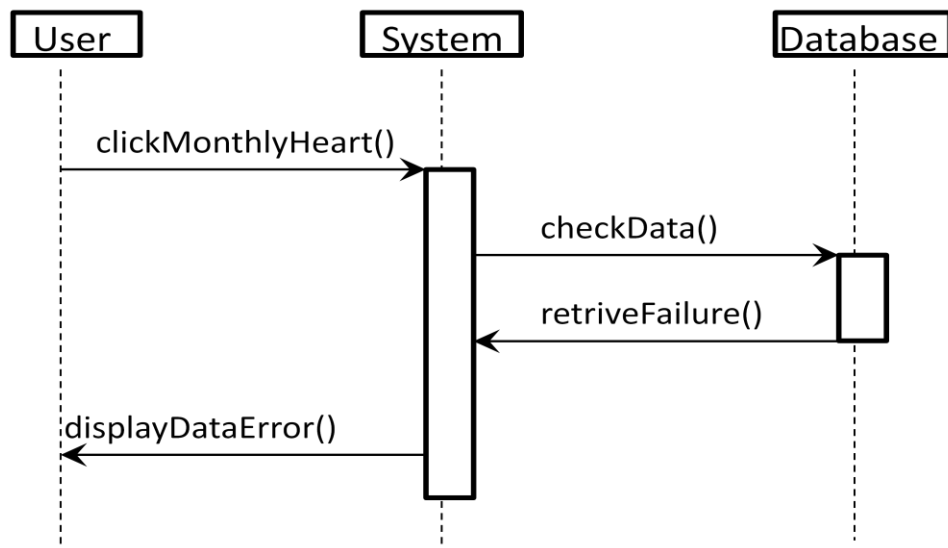 User
System
Database
clickMonthlyHeart()
checkData()
retriveFailure()
displayDataError()